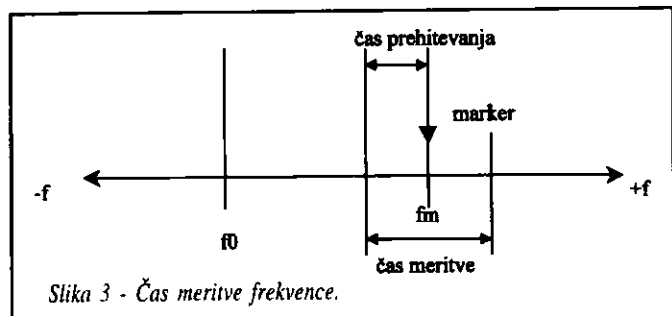 čas prehitevanja
marker
-f
+f
f0
fm
čas meritve
Slika 3 - Čas meritve frekvence.